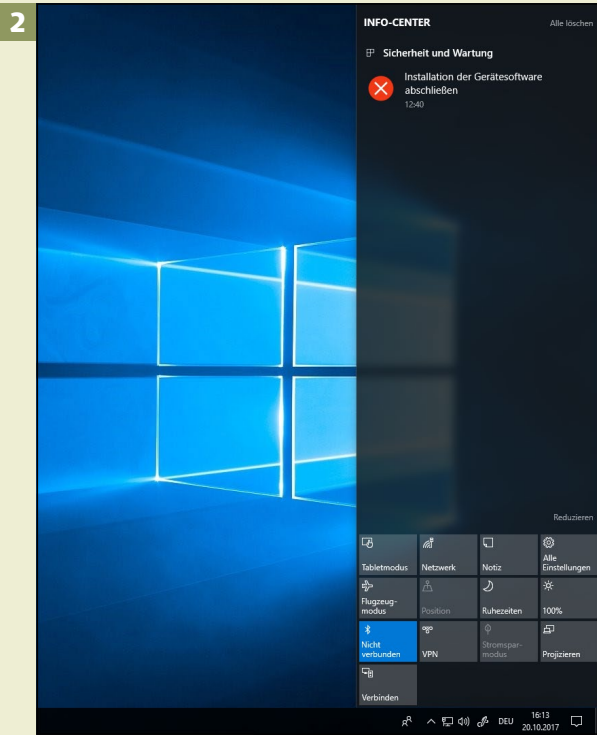 2
INFO-CENTER
Alle löschen
Sicherheit und Wartung
Installation der Gerätesoftware
abschließen
12:40
Reduzieren
Tabletmodus
Netzwerk
Notiz
Alle
Einstellungen
Flugzeug-
modus
Position
Ruhezeiten
100%
Nicht
verbunden
VPN
Stromspar-
modus
Projizieren
Verbinden
DEU
16:13
20.10.2017